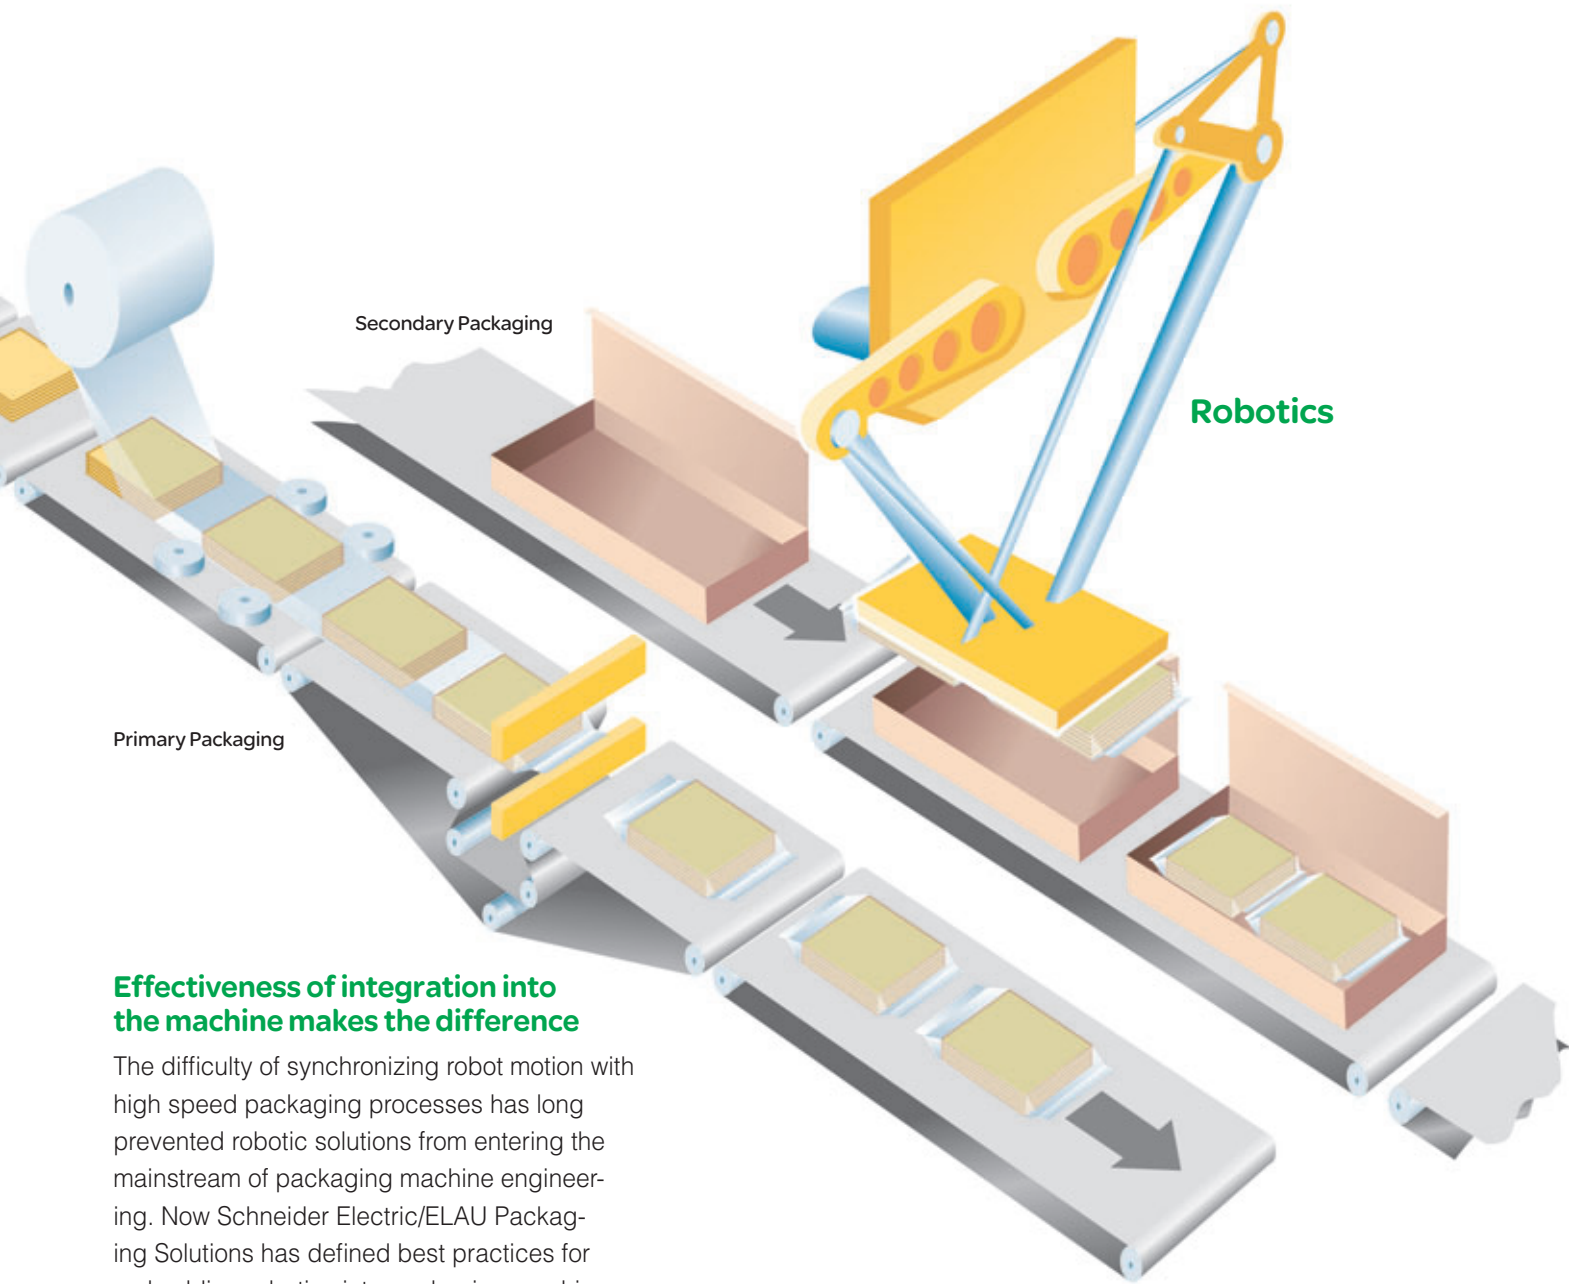 Secondary Packaging
Robotics
Primary Packaging
Effectiveness of integration into
the machine makes the difference
The difficulty of synchronizing robot motion with
high speed packaging processes has long
prevented robotic solutions from entering the
mainstream of packaging machine engineer-
ing. Now Schneider Electric/ELAU Packag-
ing Solutions has defined best practices for